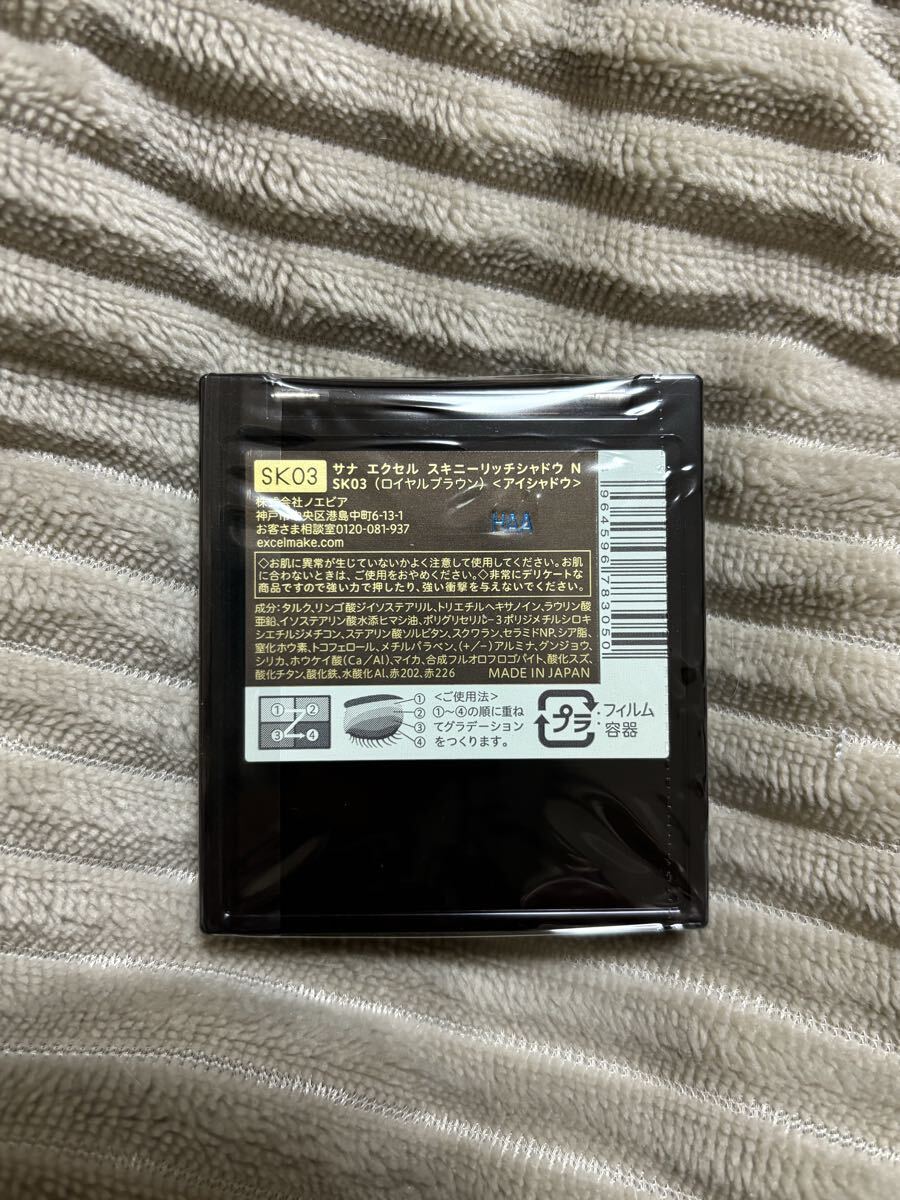 SK03
サナ エクセル スキニーリッチシャドウ N
SK03（ロイヤルブラウン）＜アイシャドウ＞
株式会社ノエビア
神戸市中央区港島中町6-13-1
お客さま相談室0120-081-937
excelmake.com
HΔΔ
◇お肌に異常が生じていないかよく注意して使用してください。お肌
に合わないときは、ご使用をおやめください。◇非常にデリケートな
商品ですので強い力で押したり、強い衝撃を与えないでください。
成分：タルク、リンゴ酸ジイソステアリル、トリエチルヘキサノイン、ラウリン酸
亜鉛、イソステアリン酸水添ヒマシ油、ポリグリセリル-3ポリジメチルシロキ
シエチルジメチコン、ステアリン酸ソルビタン、スクワラン、セラミドNP、シア脂、
窒化ホウ素、トコフェロール、メチルパラベン、（+/−）アルミナ、グンジョウ、
シリカ、ホウケイ酸（Ca／Al）、マイカ、合成フルオロフロゴパイト、酸化スズ、
酸化チタン、酸化鉄、水酸化Al、赤202、赤226
MADE IN JAPAN
① ②
③ ④
①
②
③
④
＜ご使用法＞
①〜④の順に重ね
てグラデーション
をつくります。
プラ
：フィルム
容器
4 964596 783050